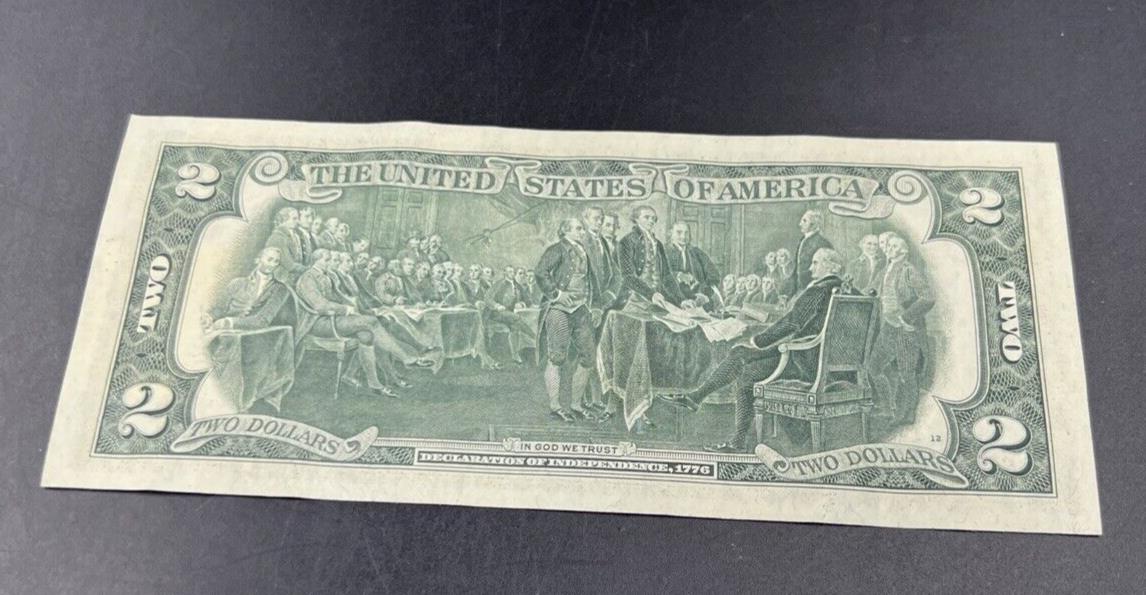 THE UNITED STATES OF AMERICA
2
2
TWO
TWO
2
2
TWO DOLLARS
IN GOD WE TRUST
DECLARATION OF INDEPENDENCE, 1776
12
TWO DOLLARS